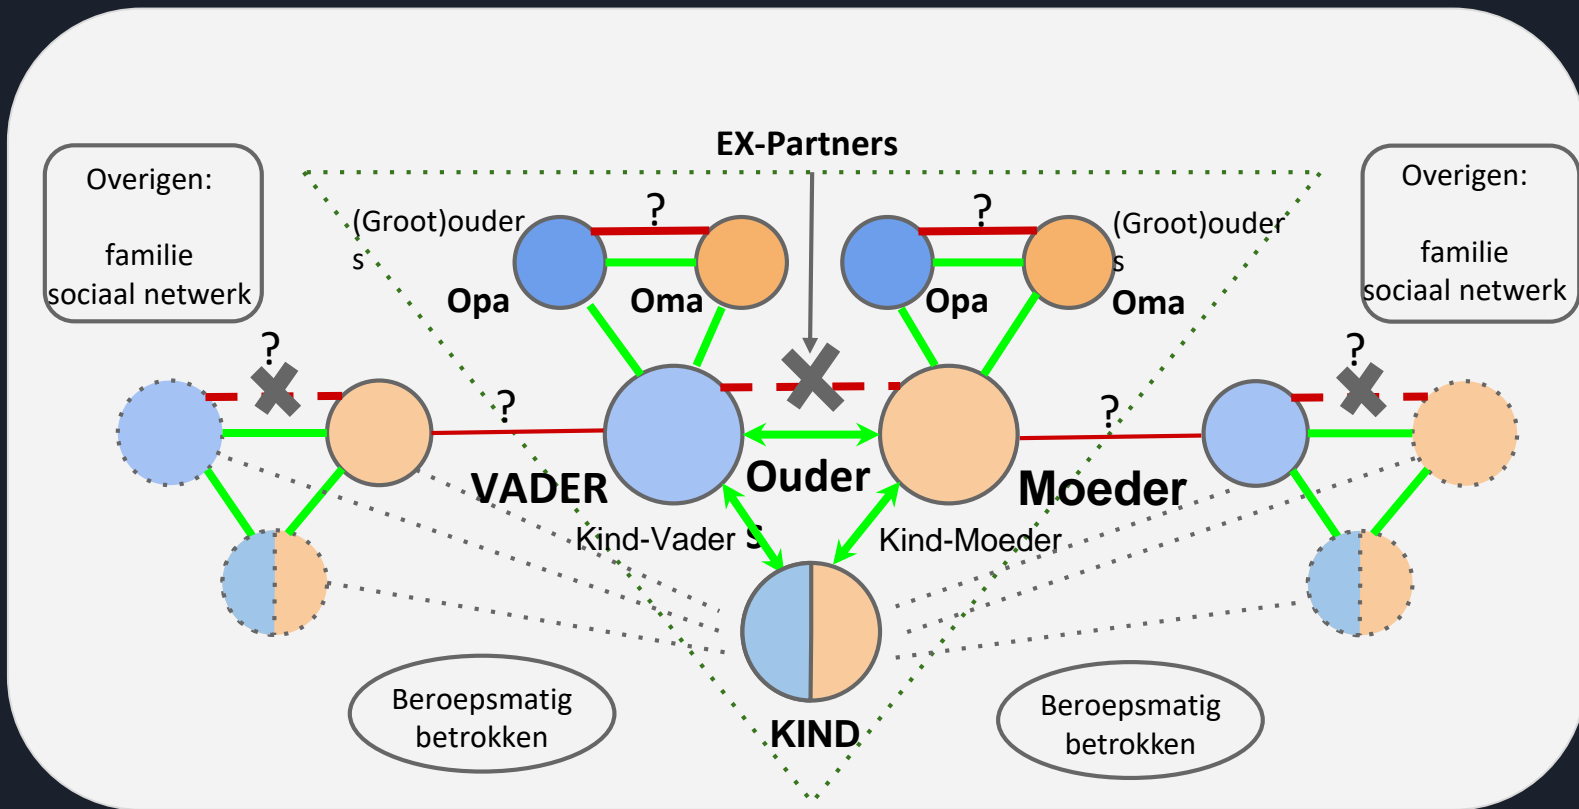 EX-Partners
Overigen:
familie
sociaal netwerk
(Groot)ouder
s
?
?
(Groot)ouder
s
Overigen:
familie
sociaal netwerk
Opa
Oma
Opa
Oma
?
?
?
?
VADER
Ouder
s
Moeder
Kind-Vader
Kind-Moeder
KIND
Beroepsmatig
betrokken
Beroepsmatig
betrokken